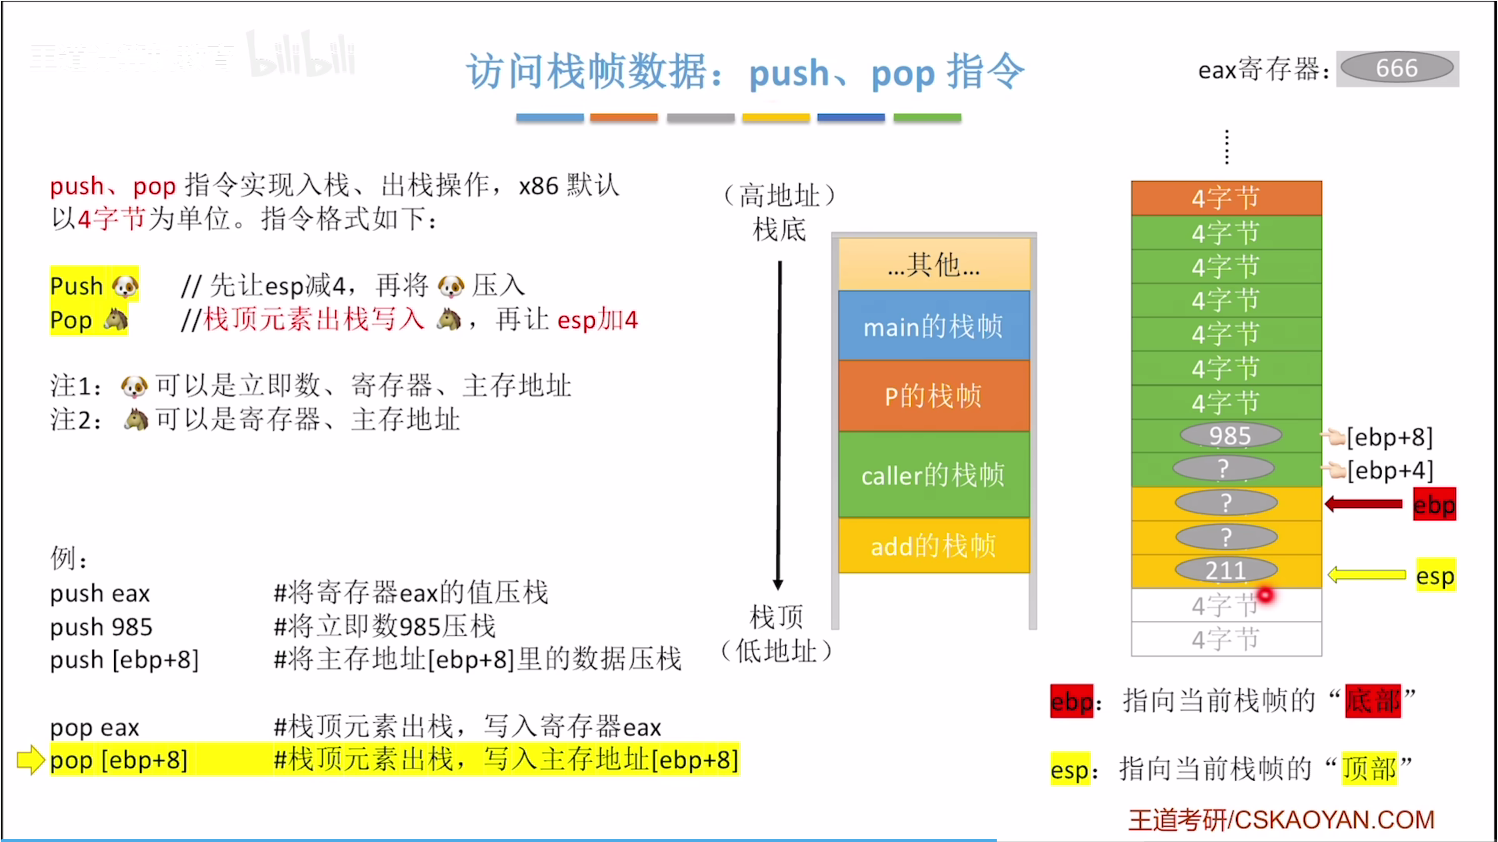 bilibili
访问栈帧数据：push、pop 指令
eax寄存器：
666
push、pop 指令实现入栈、出栈操作，x86 默认
以4字节为单位。指令格式如下：
Push 🐶 // 先让esp减4，再将 🐶 压入
Pop 🐴 //栈顶元素出栈写入 🐴 ，再让 esp加4
注1：🐶 可以是立即数、寄存器、主存地址
注2：🐴 可以是寄存器、主存地址
例：
push eax #将寄存器eax的值压栈
push 985 #将立即数985压栈
push [ebp+8] #将主存地址[ebp+8]里的数据压栈
pop eax #栈顶元素出栈，写入寄存器eax
pop [ebp+8] #栈顶元素出栈，写入主存地址[ebp+8]
（高地址）
栈底
...其他...
main的栈帧
P的栈帧
caller的栈帧
add的栈帧
栈顶
（低地址）
4字节
4字节
4字节
4字节
4字节
4字节
4字节
985
[ebp+8]
?
[ebp+4]
?
ebp
?
211
esp
4字节
4字节
ebp：指向当前栈帧的“底部”
esp：指向当前栈帧的“顶部”
王道考研/CSKAOYAN.COM